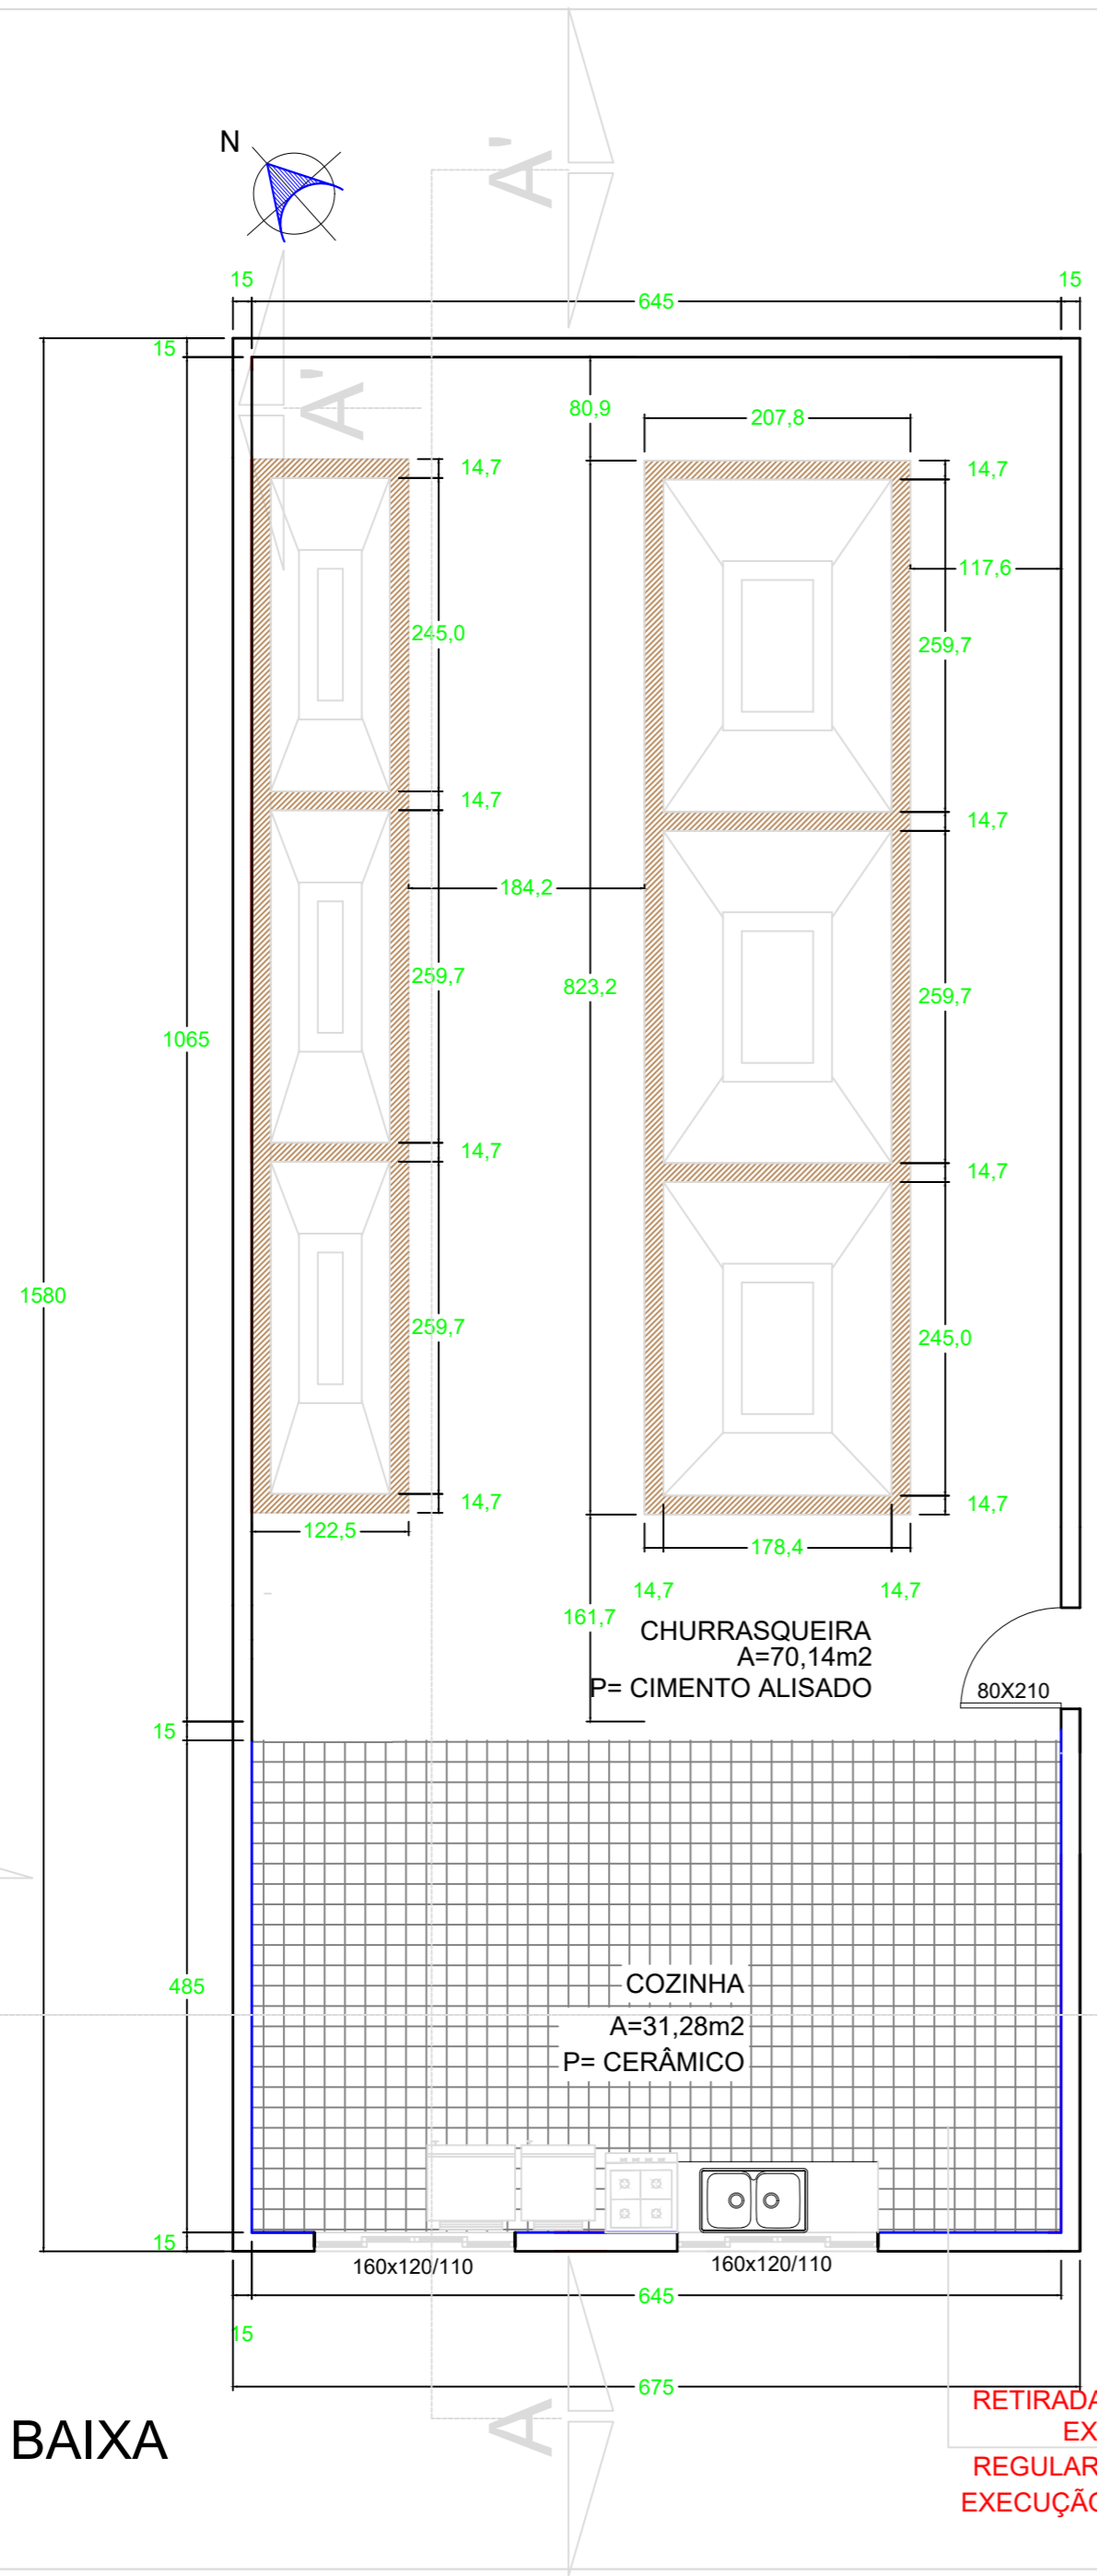 N
A'
15
645
15
15
A'
80,9
207,8
14,7
14,7
117,6
245,0
259,7
14,7
14,7
184,2
259,7
823,2
259,7
1065
14,7
14,7
1580
259,7
245,0
14,7
14,7
122,5
178,4
14,7
14,7
161,7
CHURRASQUEIRA
A=70,14m2
P= CIMENTO ALISADO
80X210
15
485
COZINHA
A=31,28m2
P= CERÂMICO
15
160x120/110
160x120/110
645
15
675
A
BAIXA
RETIRADA
EX
REGULAR
EXECUÇÃO